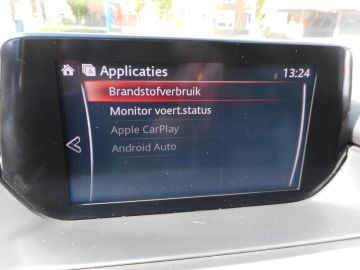 Applicaties
13:24
Brandstofverbruik
Monitor voert.status
Apple CarPlay
Android Auto